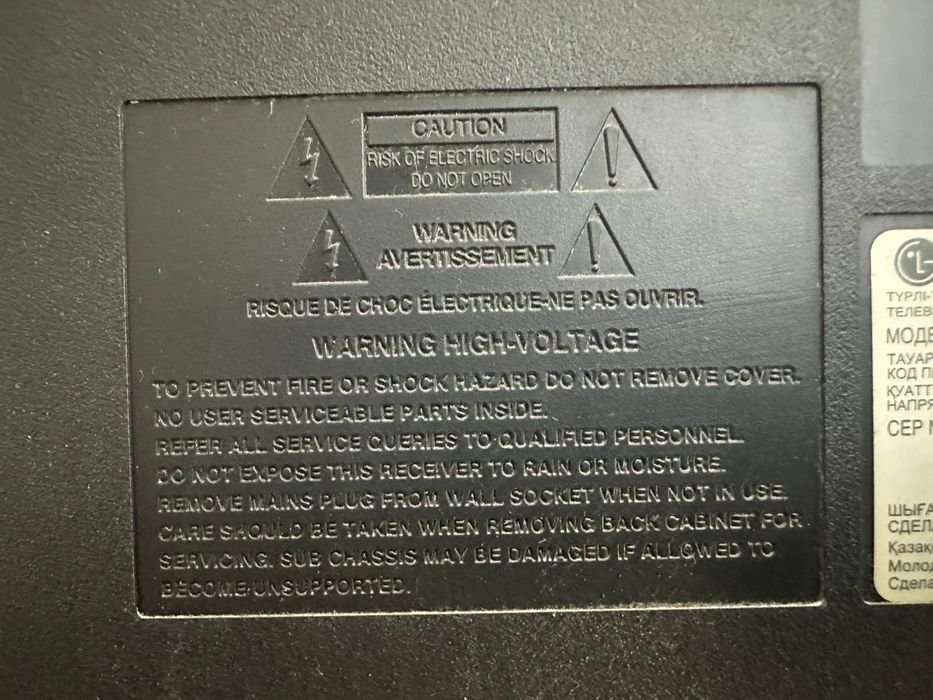 CAUTION
RISK OF ELECTRIC SHOCK
DO NOT OPEN
WARNING
AVERTISSEMENT
RISQUE DE CHOC ÉLECTRIQUE-NE PAS OUVRIR.
WARNING HIGH-VOLTAGE
TO PREVENT FIRE OR SHOCK HAZARD DO NOT REMOVE COVER.
NO USER SERVICEABLE PARTS INSIDE.
REFER ALL SERVICE QUERIES TO QUALIFIED PERSONNEL.
DO NOT EXPOSE THIS RECEIVER TO RAIN OR MOISTURE.
REMOVE MAINS PLUG FROM WALL SOCKET WHEN NOT IN USE.
CARE SHOULD BE TAKEN WHEN REMOVING BACK CABINET FOR
SERVICING. SUB CHASSIS MAY BE DAMAGED IF ALLOWED TO
BECOME UNSUPPORTED.
ТҮРЛІ-
ТЕЛЕВ
МОДЕ
ТАУАР
КОД П
ҚУАТТ
НАПРЯ
СЕР
ШЫҒА
СДЕЛА
Қазақ
Молод
Сдела